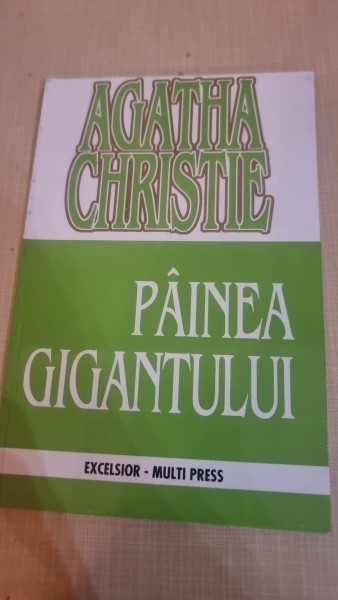 AGATHA
CHRISTIE
PÂINEA
GIGANTULUI
EXCELSIOR - MULTI PRESS